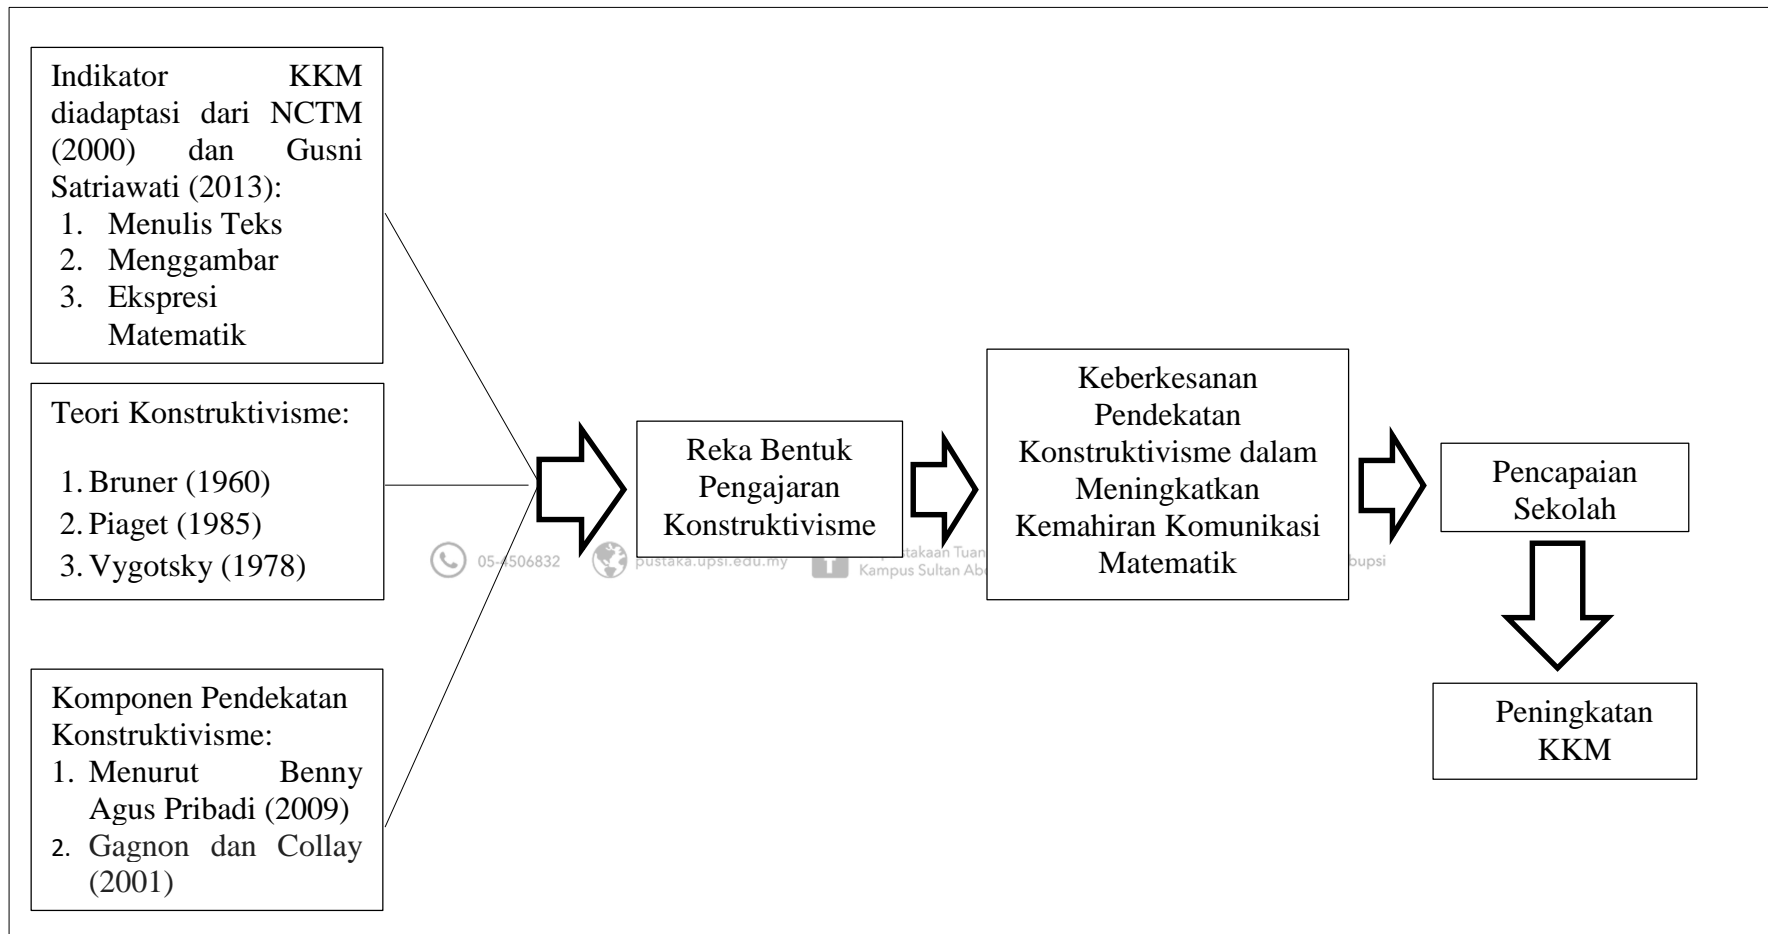 Indikator KKM
diadaptasi dari NCTM
(2000) dan Gusni
Satriawati (2013):
1. Menulis Teks
2. Menggambar
3. Ekspresi
Matematik
Teori Konstruktivisme:
1. Bruner (1960)
2. Piaget (1985)
3. Vygotsky (1978)
Komponen Pendekatan
Konstruktivisme:
1. Menurut Benny
Agus Pribadi (2009)
2. Gagnon dan Collay
(2001)
Reka Bentuk
Pengajaran
Konstruktivisme
Keberkesanan
Pendekatan
Konstruktivisme dalam
Meningkatkan
Kemahiran Komunikasi
Matematik
Pencapaian
Sekolah
Peningkatan
KKM
05-4506832
pustaka.upsi.edu.my
Tuan
Kampus Sultan
bupsi